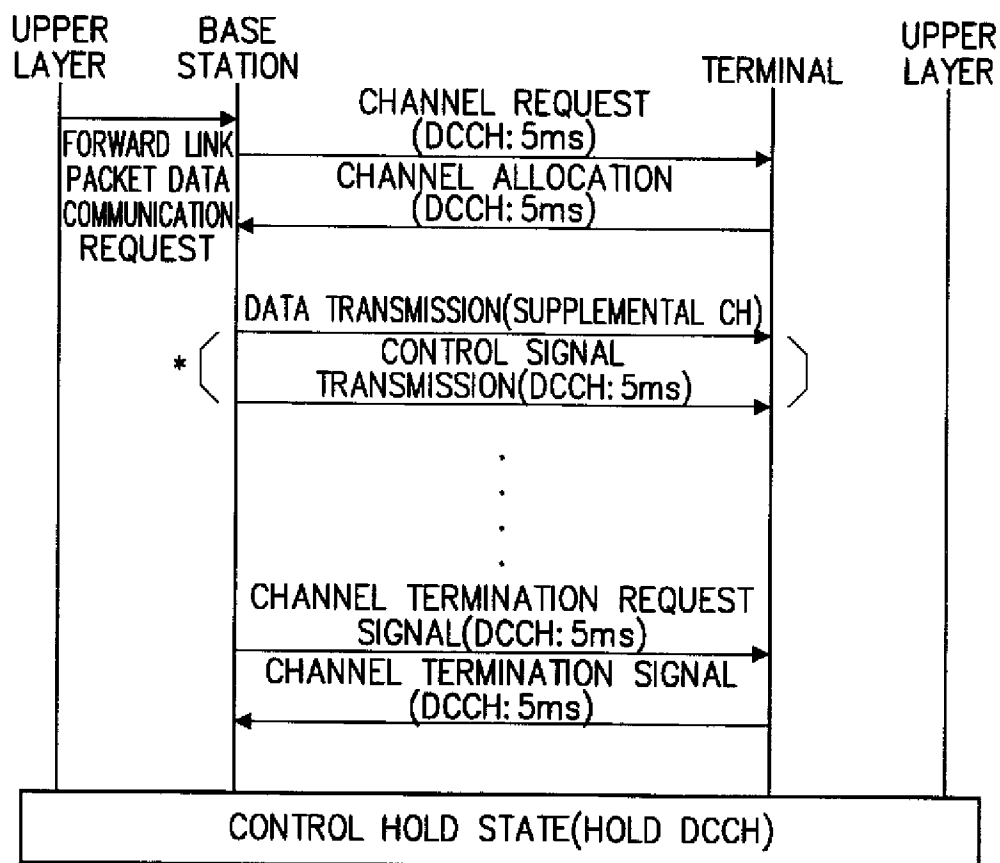 UPPER
LAYER
BASE
STATION
TERMINAL
UPPER
LAYER
FORWARD LINK
PACKET DATA
COMMUNICATION
REQUEST
CHANNEL REQUEST
(DCCH: 5ms)
CHANNEL ALLOCATION
(DCCH: 5ms)
DATA TRANSMISSION(SUPPLEMENTAL CH)
*
CONTROL SIGNAL
TRANSMISSION(DCCH: 5ms)
CHANNEL TERMINATION REQUEST
SIGNAL(DCCH: 5ms)
CHANNEL TERMINATION SIGNAL
(DCCH: 5ms)
CONTROL HOLD STATE(HOLD DCCH)